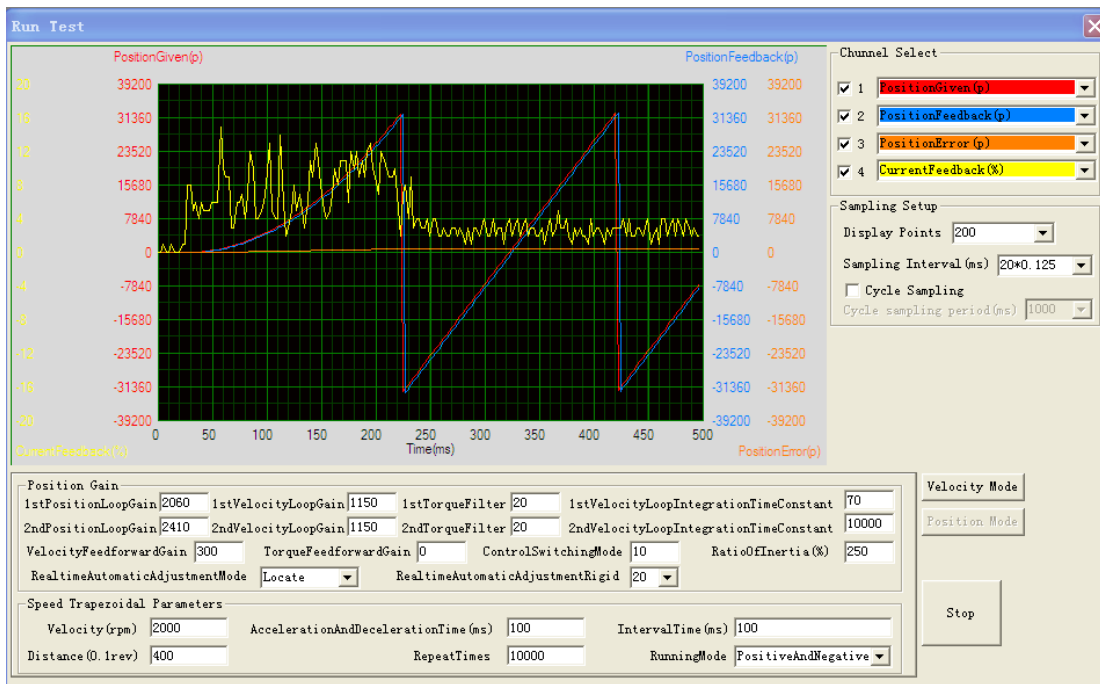 Run Test
PositionGiven(p) PositionFeedback(p)
20 39200 39200 39200
16 31360 31360 31360
12 23520 23520 23520
8 15680 15680 15680
4 7840 7840 7840
0 0 0 0
-4 -7840 -7840 -7840
-8 -15680 -15680 -15680
-12 -23520 -23520 -23520
-16 -31360 -31360 -31360
-20 -39200 -39200 -39200
0 50 100 150 200 250 300 350 400 450 500
CurrentFeedback(%) Time(ms) PositionError(p)
Chunnel Select
1 PositionGiven(p)
2 PositionFeedback(p)
3 PositionError(p)
4 CurrentFeedback(%)
Sampling Setup
Display Points 200
Sampling Interval(ms) 20*0.125
Cycle Sampling
Cycle sampling period(ms) 1000
Position Gain
1stPositionLoopGain 2060 1stVelocityLoopGain 1150 1stTorqueFilter 20 1stVelocityLoopIntegrationTimeConstant 70
2ndPositionLoopGain 2410 2ndVelocityLoopGain 1150 2ndTorqueFilter 20 2ndVelocityLoopIntegrationTimeConstant 10000
VelocityFeedforwardGain 300 TorqueFeedforwardGain 0 ControlSwitchingMode 10 RatioOfInertia(%) 250
RealtimeAutomaticAdjustmentMode Locate RealtimeAutomaticAdjustmentRigid 20
Speed Trapezoidal Parameters
Velocity(rpm) 2000 AccelerationAndDecelerationTime(ms) 100 IntervalTime(ms) 100
Distance(0.1rev) 400 RepeatTimes 10000 RunningMode PositiveAndNegative
Velocity Mode
Position Mode
Stop